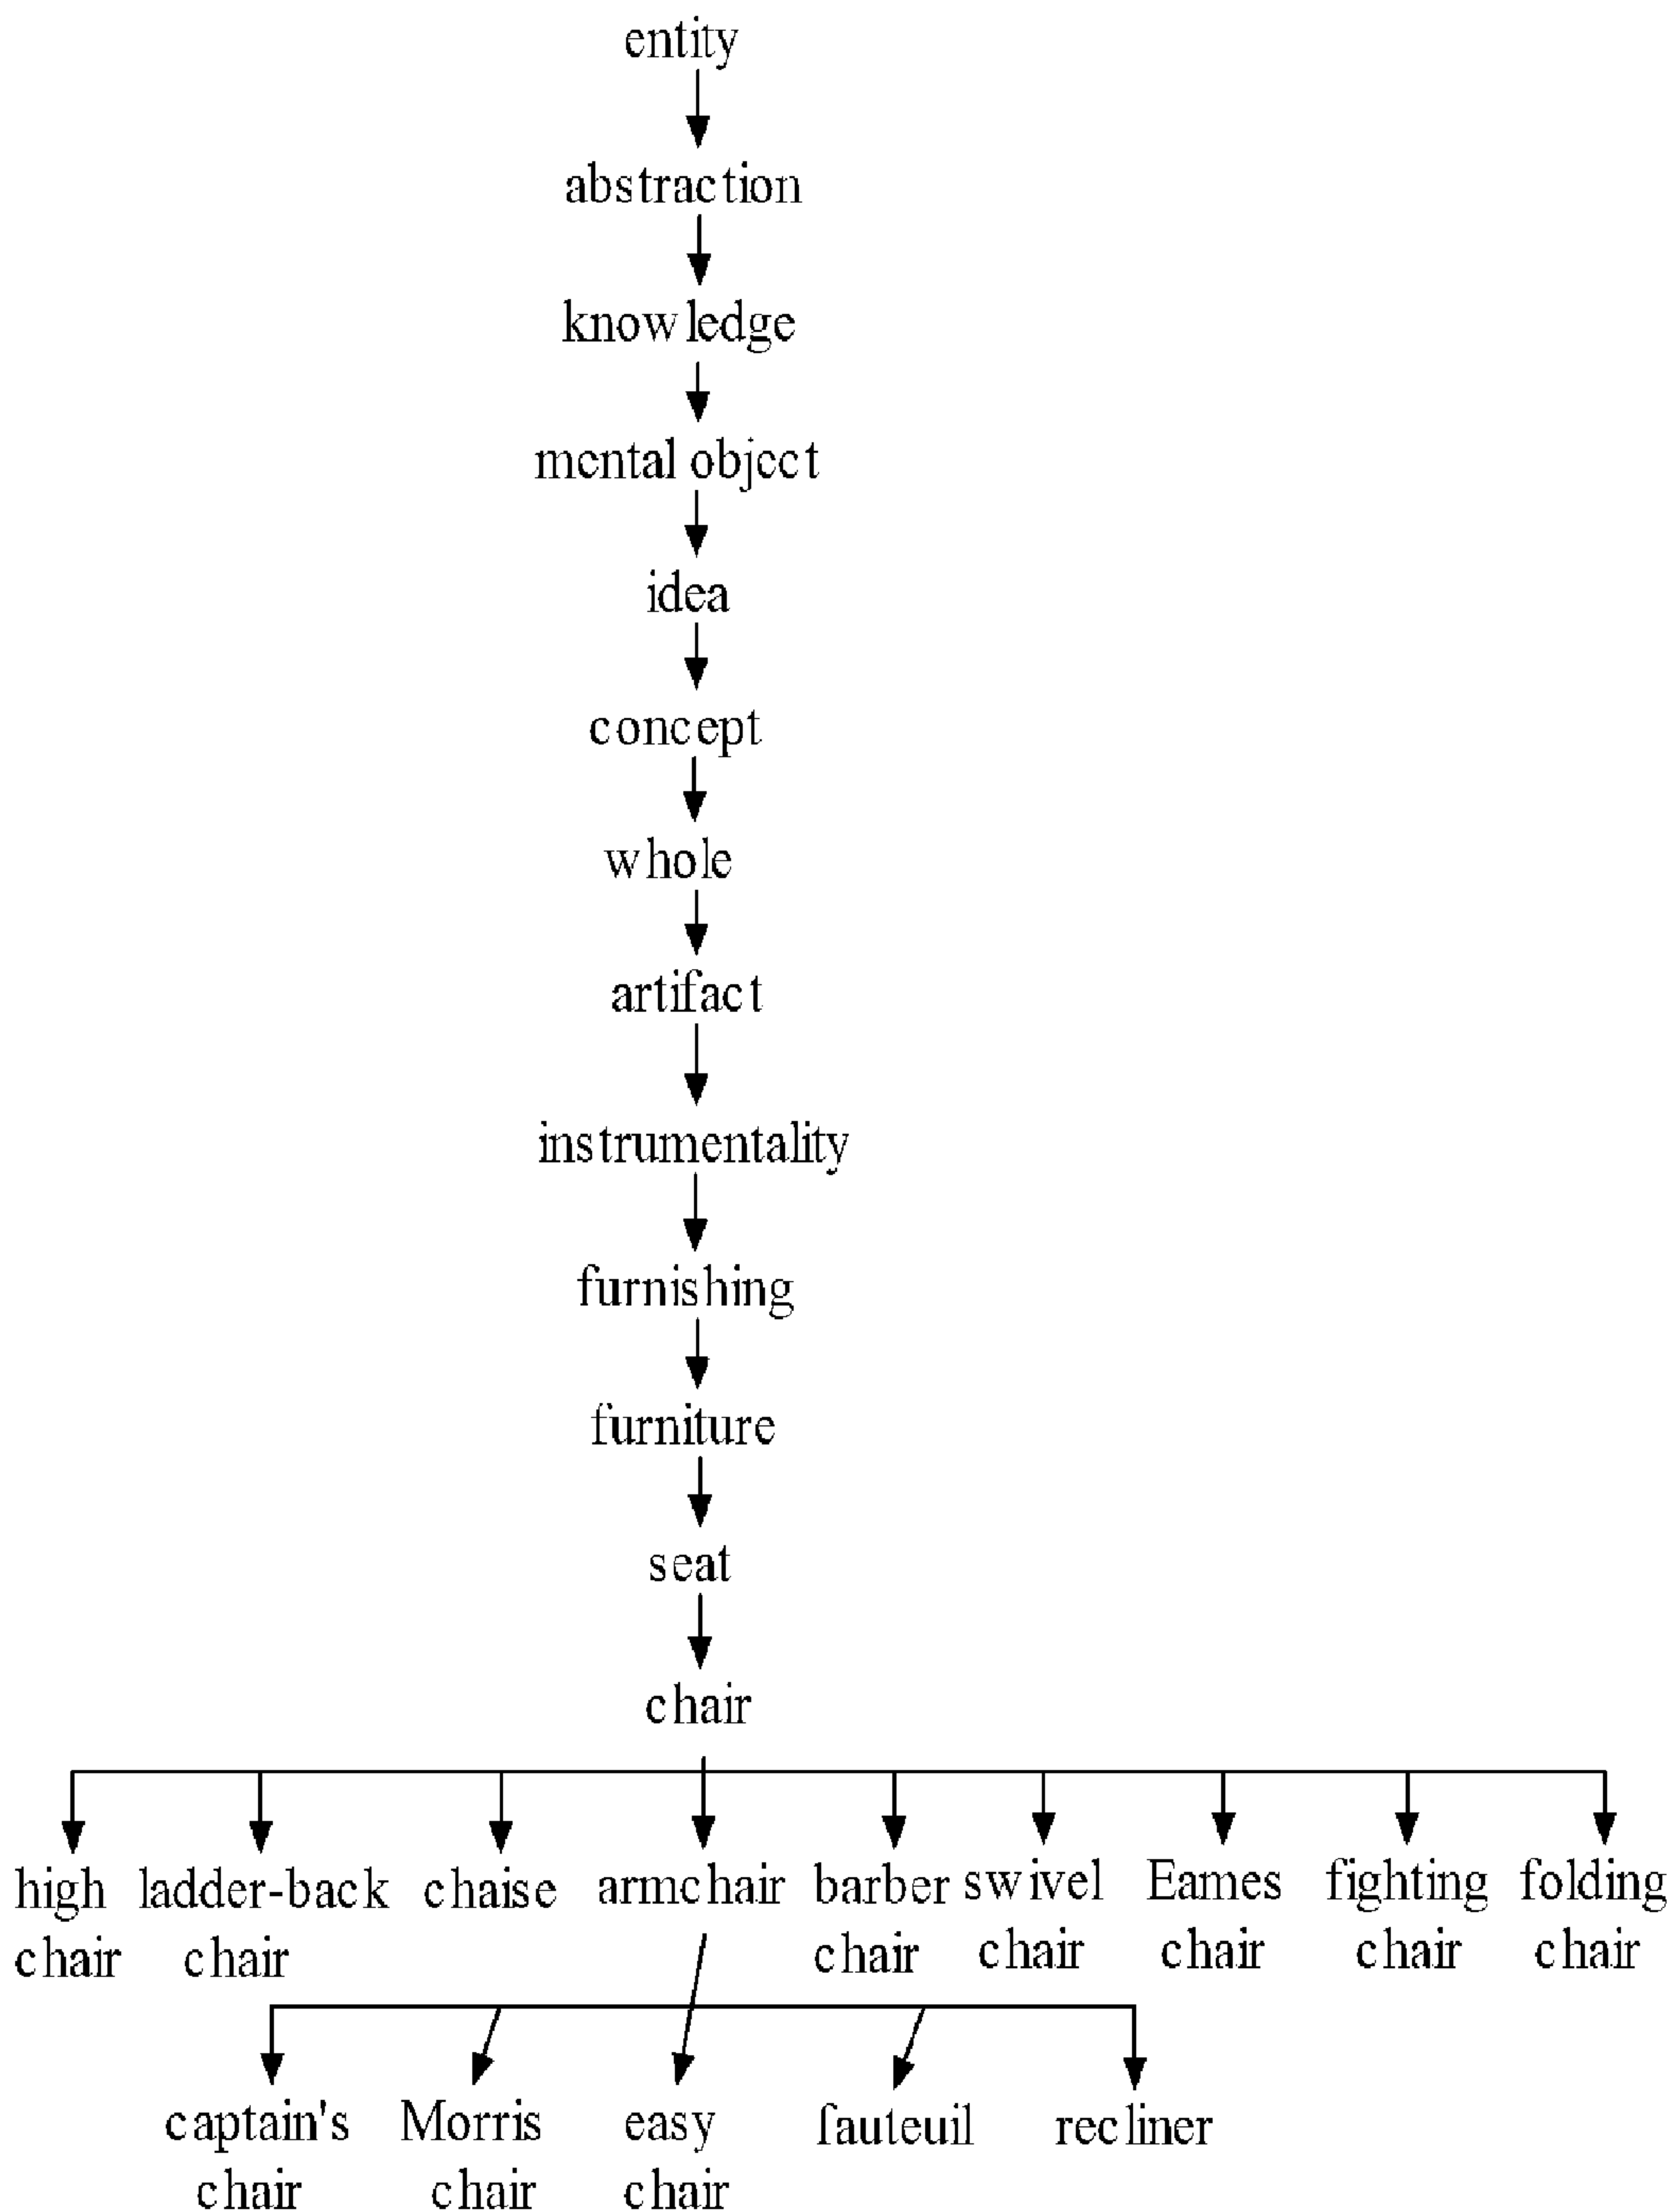 entity
abstraction
knowledge
mental object
idea
concept
whole
artifact
instrumentality
furnishing
furniture
seat
chair
high chair
ladder-back chair
chaise
armchair
barber chair
swivel chair
Eames chair
fighting chair
folding chair
captain's chair
Morris chair
easy chair
fauteuil
recliner